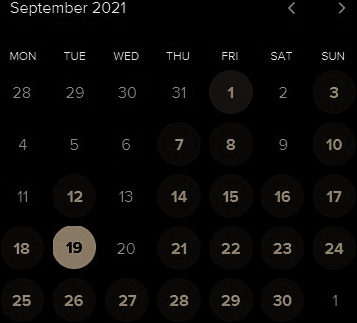 September 2021
MON TUE WED THU FRI SAT SUN
28 29 30 31 1 2 3
4 5 6 7 8 9 10
11 12 13 14 15 16 17
18 19 20 21 22 23 24
25 26 27 28 29 30 1